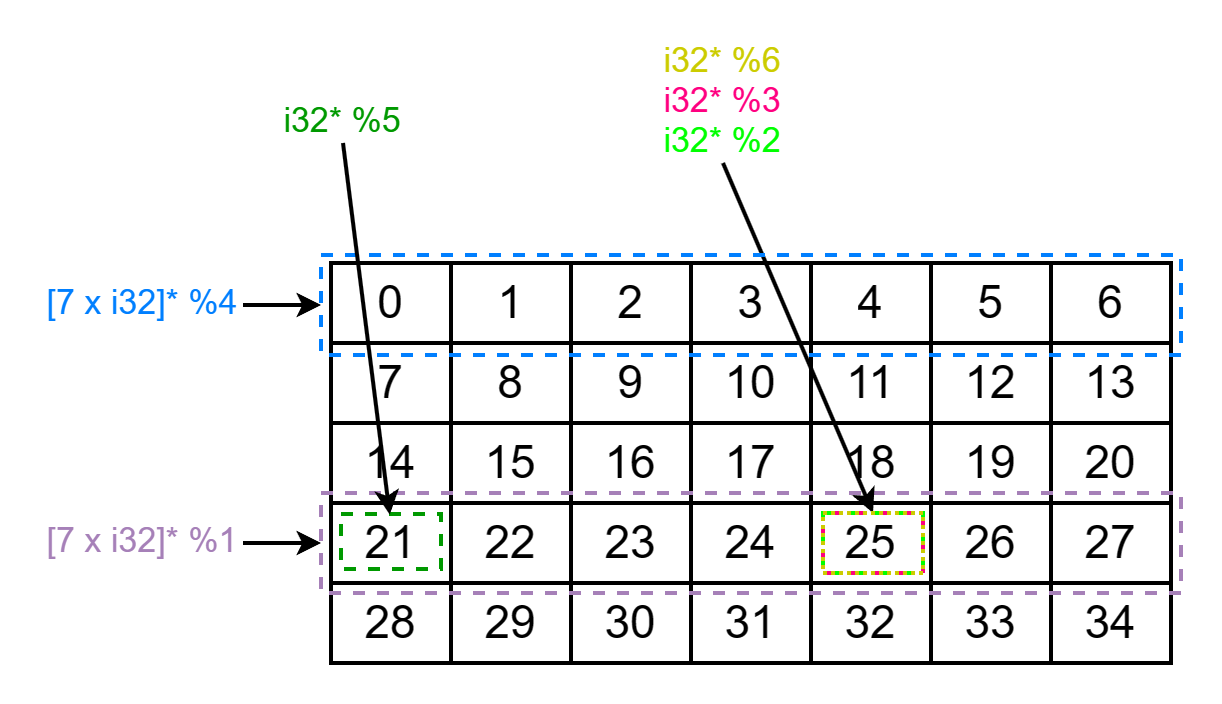 i32* %6
i32* %3
i32* %5
i32* %2
[7 x i32]* %4
0 1 2 3 4 5 6
7 8 9 10 11 12 13
14 15 16 17 18 19 20
[7 x i32]* %1
21 22 23 24 25 26 27
28 29 30 31 32 33 34